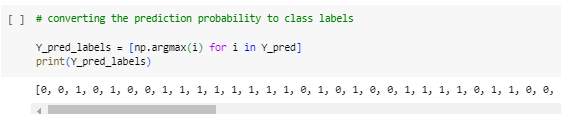 [ ] # converting the prediction probability to class labels
Y_pred_labels = [np.argmax(i) for i in Y_pred]
print(Y_pred_labels)
[0, 0, 1, 0, 1, 0, 0, 1, 1, 1, 1, 1, 1, 1, 1, 0, 1, 0, 1, 0, 0, 1, 1, 1, 1, 0, 1, 1, 0, 0,